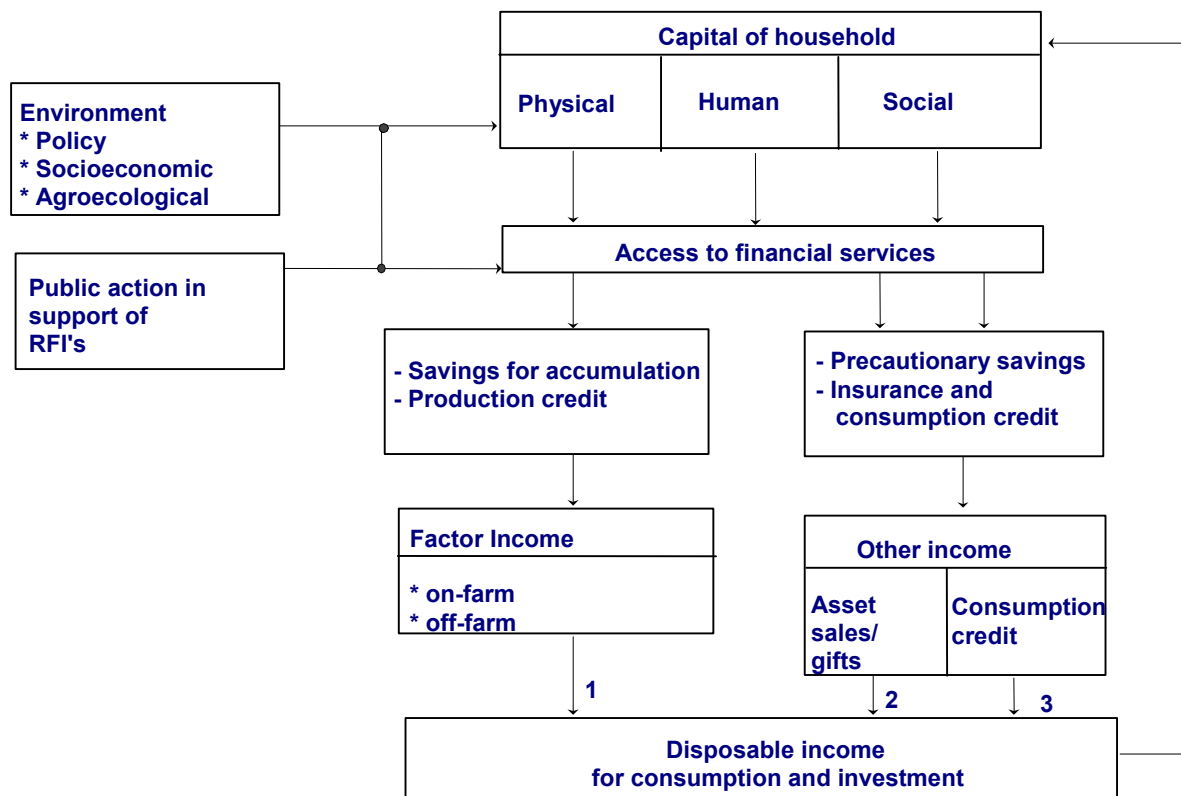 Capital of household
Physical
Human
Social
Environment
* Policy
* Socioeconomic
* Agroecological
Access to financial services
Public action in
support of
RFI's
- Savings for accumulation
- Production credit
- Precautionary savings
- Insurance and
consumption credit
Factor Income
* on-farm
* off-farm
Other income
Asset
sales/
gifts
Consumption
credit
1
2
3
Disposable income
for consumption and investment